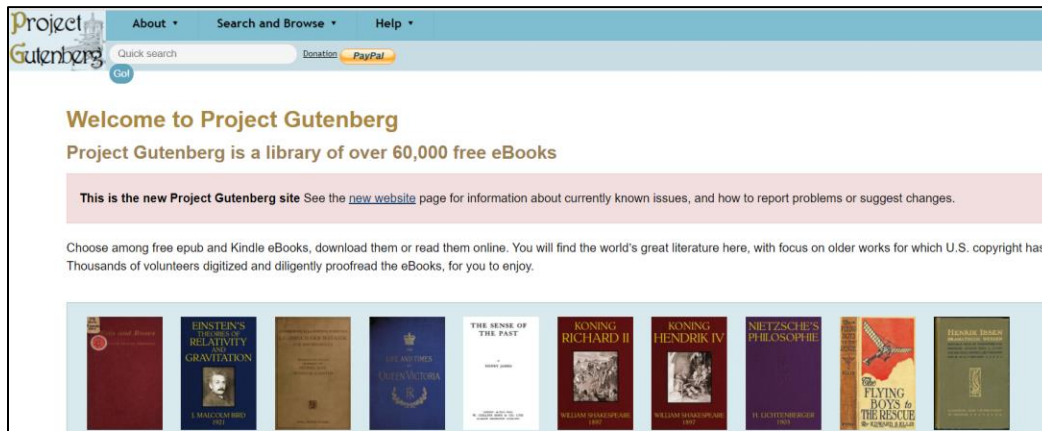 Project Gutenberg
About ▾ Search and Browse ▾ Help ▾
Quick search
Donation
PayPal
Go!
Welcome to Project Gutenberg
Project Gutenberg is a library of over 60,000 free eBooks
This is the new Project Gutenberg site See the new website page for information about currently known issues, and how to report problems or suggest changes.
Choose among free epub and Kindle eBooks, download them or read them online. You will find the world's great literature here, with focus on older works for which U.S. copyright has
Thousands of volunteers digitized and diligently proofread the eBooks, for you to enjoy.
EINSTEIN'S
THEORIES OF
RELATIVITY
AND
GRAVITATION
J. MALCOLM BIRD
1921
LIFE AND TIMES
OF
QUEEN VICTORIA
THE SENSE OF
THE PAST
HENRY JAMES
KONING
RICHARD II
WILLIAM SHAKESPEARE
1897
KONING
HENDRIK IV
WILLIAM SHAKESPEARE
1897
NIETZSCHE'S
PHILOSOPHIE
H. LICHTENBERGER
The
FLYING
BOYS to
THE RESCUE
By EDWARD S. ELLIS
HENRIK IBSEN